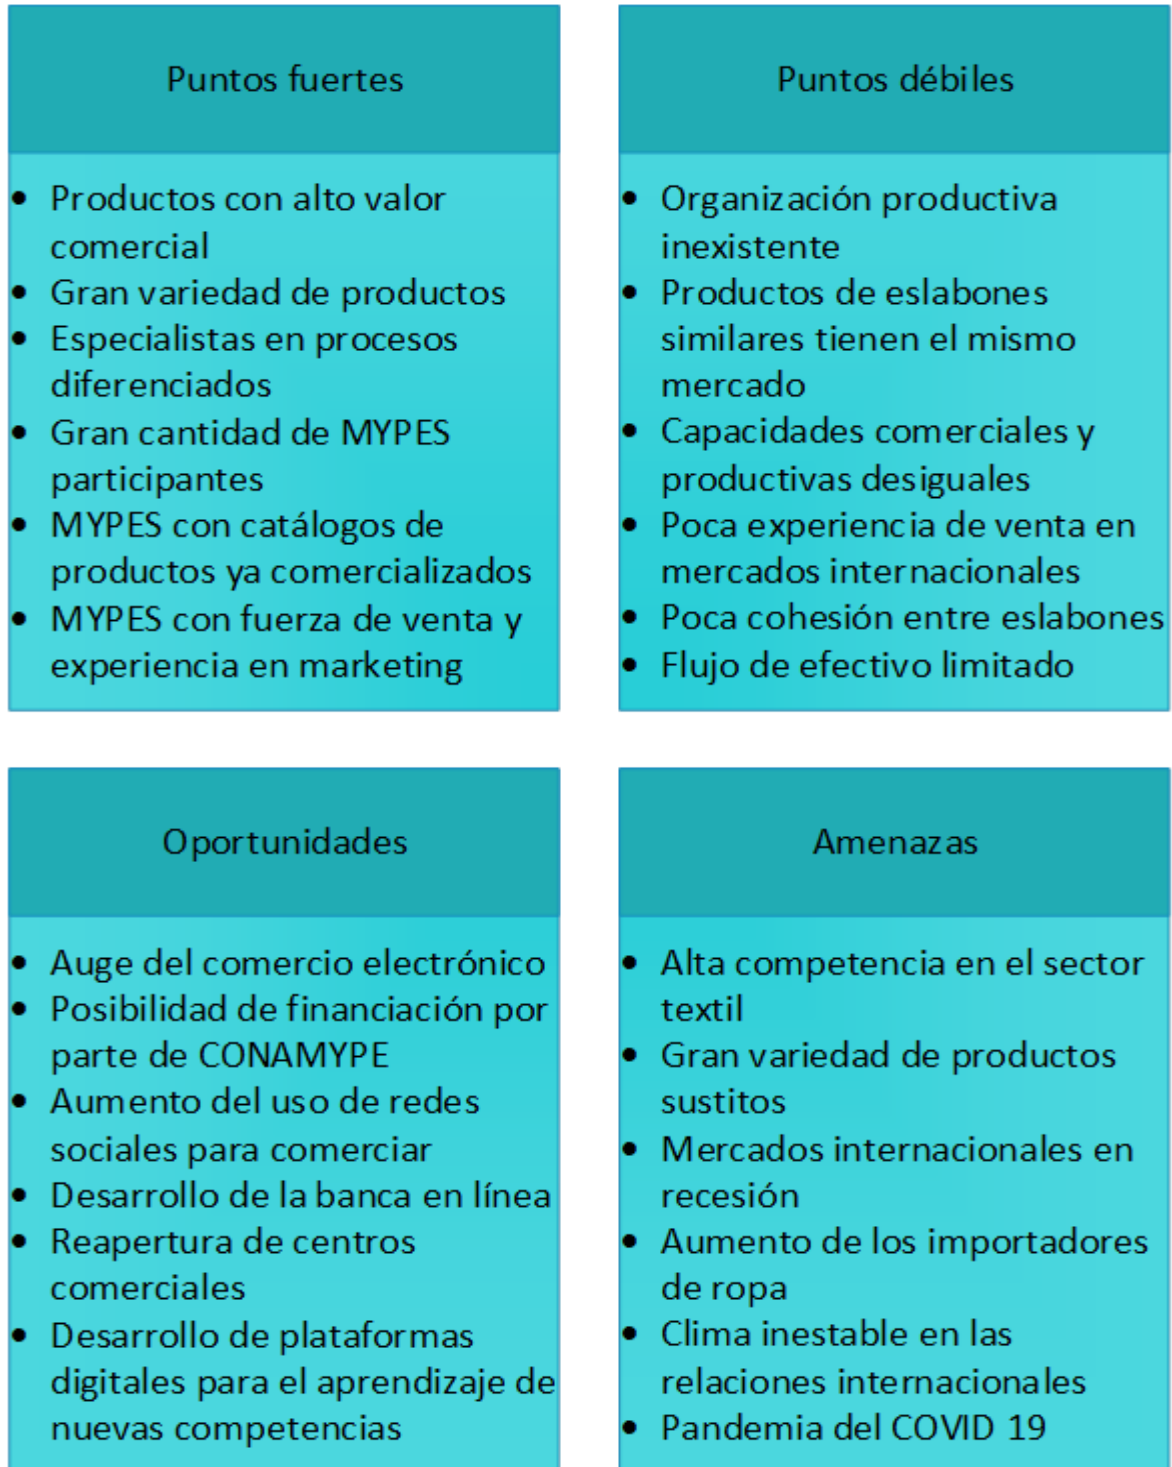 Puntos fuertes
• Productos con alto valor
comercial
• Gran variedad de productos
• Especialistas en procesos
diferenciados
• Gran cantidad de MYPES
participantes
• MYPES con catálogos de
productos ya comercializados
• MYPES con fuerza de venta y
experiencia en marketing
Puntos débiles
• Organización productiva
inexistente
• Productos de eslabones
similares tienen el mismo
mercado
• Capacidades comerciales y
productivas desiguales
• Poca experiencia de venta en
mercados internacionales
• Poca cohesión entre eslabones
• Flujo de efectivo limitado
Oportunidades
• Auge del comercio electrónico
• Posibilidad de financiación por
parte de CONAMYPE
• Aumento del uso de redes
sociales para comerciar
• Desarrollo de la banca en línea
• Reapertura de centros
comerciales
• Desarrollo de plataformas
digitales para el aprendizaje de
nuevas competencias
Amenazas
• Alta competencia en el sector
textil
• Gran variedad de productos
sustitos
• Mercados internacionales en
recesión
• Aumento de los importadores
de ropa
• Clima inestable en las
relaciones internacionales
• Pandemia del COVID 19